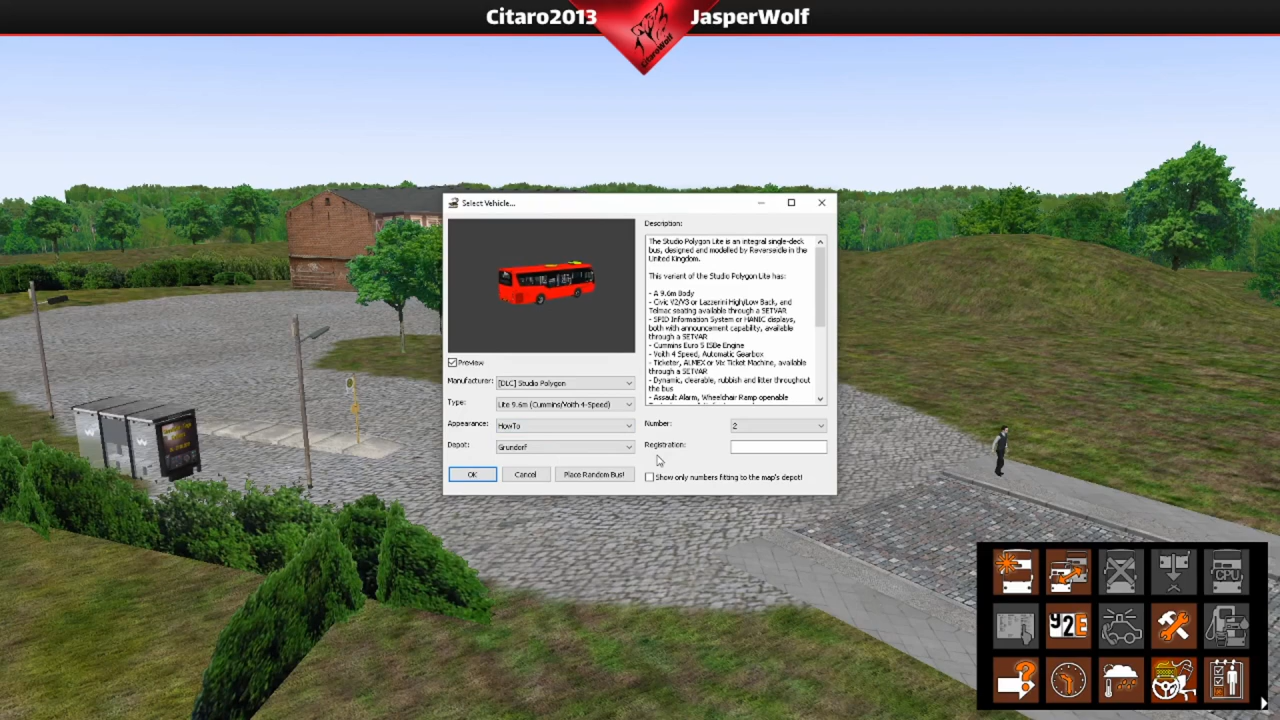 Citaro2013
JasperWolf
CitaroWolf
Select Vehicle...
Description:
The Studio Polygon Lite is an integral single-deck
bus, designed and modelled by Reverseide in the
United Kingdom.
This variant of the Studio Polygon Lite has:
- A 9.6m Body
- Civic V2/V3 or Lazzerini High/Low Back, and
Telmac seating available through a SETVAR
- SPID Information System or HANIC displays,
both with announcement capability, available
through a SETVAR
- Cummins Euro 5 ISBe Engine
- Voith 4 Speed, Automatic Gearbox
- Ticketer, ALMEX or Vix Ticket Machine, available
through a SETVAR
- Dynamic, clearable, rubbish and litter throughout
the bus
- Assault Alarm, Wheelchair Ramp openable
Preview
Manufacturer: [DLC] Studio Polygon
Type: Lite 9.6m (Cummins/Voith 4-Speed)
Appearance: HowTo
Number: 2
Depot: Grundorf
Registration:
OK
Cancel
Place Random Bus!
Show only numbers fitting to the map's depot!
CPU
92E